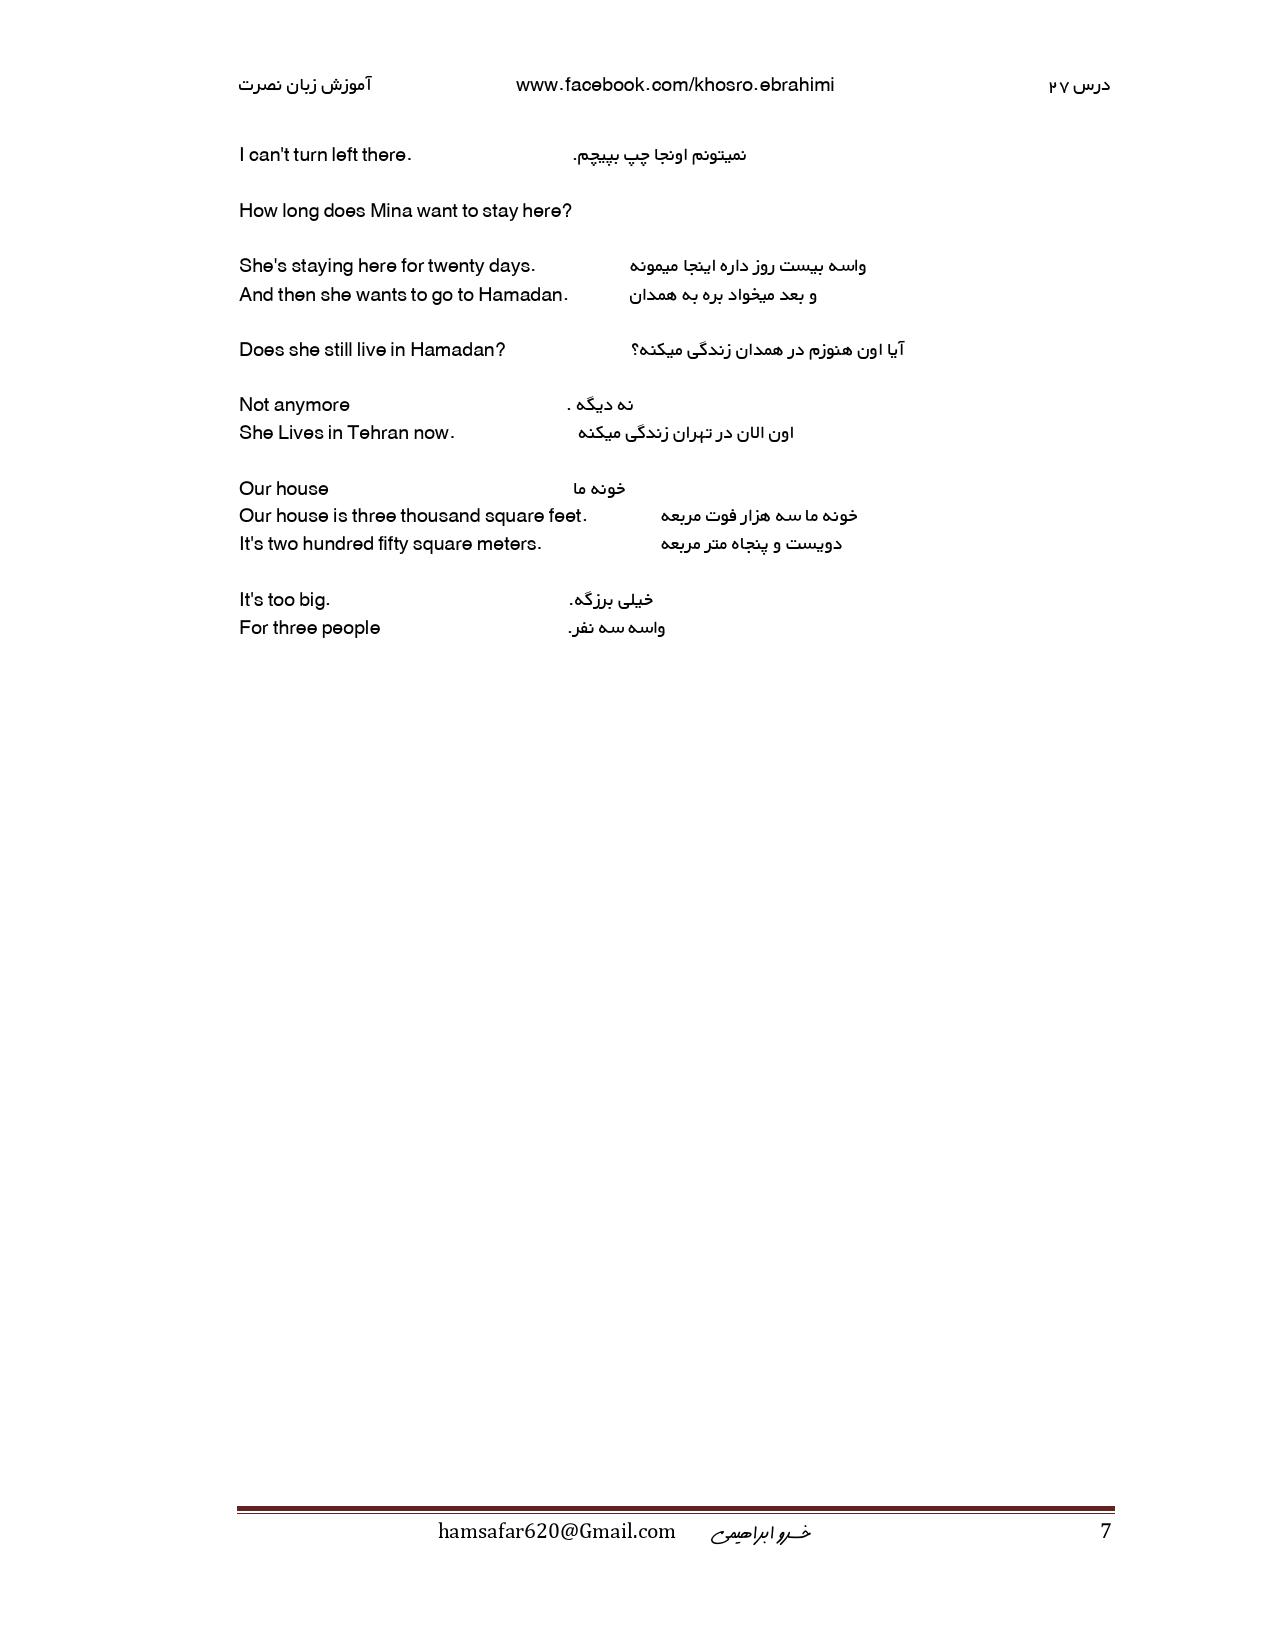 آموزش زبان نصرت www.facebook.com/khosro.ebrahimi درس ۲۷
I can't turn left there. نمیتونم اونجا چپ بپیچم.
How long does Mina want to stay here?
She's staying here for twenty days. واسه بیست روز داره اینجا میمونه
And then she wants to go to Hamadan. و بعد میخواد بره به همدان
Does she still live in Hamadan? آیا اون هنوزم در همدان زندگی میکنه؟
Not anymore نه دیگه .
She Lives in Tehran now. اون الان در تهران زندگی میکنه
Our house خونه ما
Our house is three thousand square feet. خونه ما سه هزار فوت مربعه
It's two hundred fifty square meters. دویست و پنجاه متر مربعه
It's too big. خیلی برزگه.
For three people واسه سه نفر.
hamsafar620@Gmail.com خسرو ابراهیمی 7